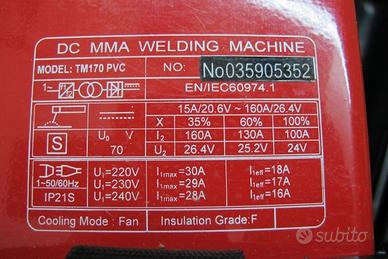 DC MMA WELDING MACHINE
MODEL: TM170 PVC NO: No035905352
1~ EN/IEC60974.1
15A/20.6V ~ 160A/26.4V
X 35% 60% 100%
S U₀ V I₂ 160A 130A 100A
70 U₂ 26.4V 25.2V 24V
1~50/60Hz U₁=220V I₁max=30A I₁eff=18A
U₁=230V I₁max=29A I₁eff=17A
IP21S U₁=240V I₁max=28A I₁eff=16A
Cooling Mode : Fan Insulation Grade:F
subito